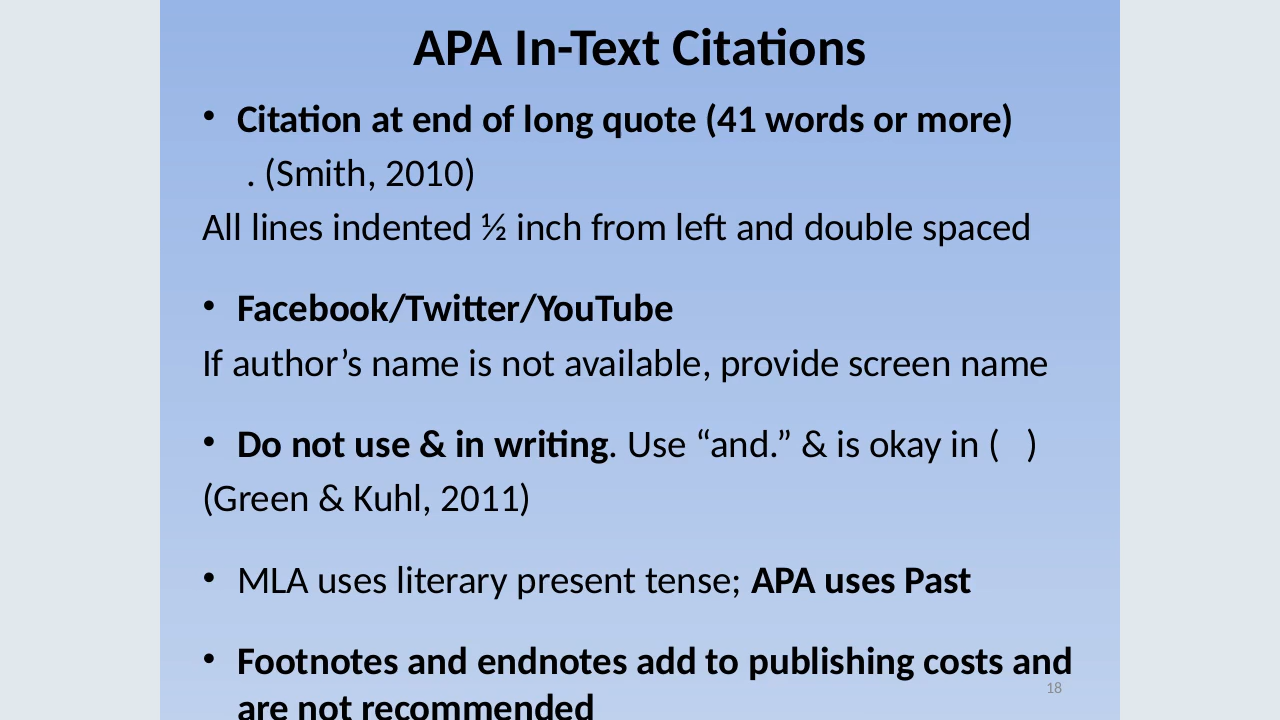 APA In-Text Citations
• Citation at end of long quote (41 words or more)
. (Smith, 2010)
All lines indented ½ inch from left and double spaced
• Facebook/Twitter/YouTube
If author’s name is not available, provide screen name
• Do not use & in writing. Use “and.” & is okay in (   )
(Green & Kuhl, 2011)
• MLA uses literary present tense; APA uses Past
• Footnotes and endnotes add to publishing costs and
are not recommended
18